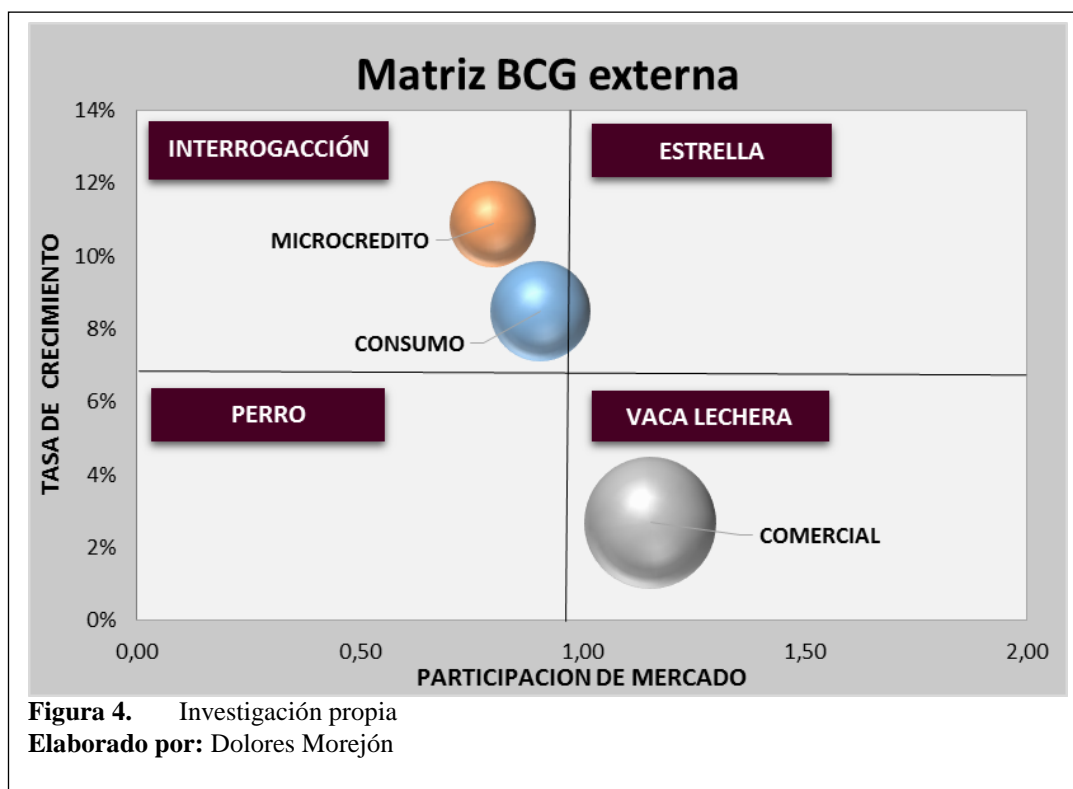 Matriz BCG externa
14%
12%
10%
8%
6%
4%
2%
0%
TASA DE CRECIMIENTO
INTERROGACCIÓN
ESTRELLA
MICROCREDITO
CONSUMO
PERRO
VACA LECHERA
COMERCIAL
0,00
0,50
1,00
1,50
2,00
PARTICIPACION DE MERCADO
Figura 4. Investigación propia
Elaborado por: Dolores Morejón